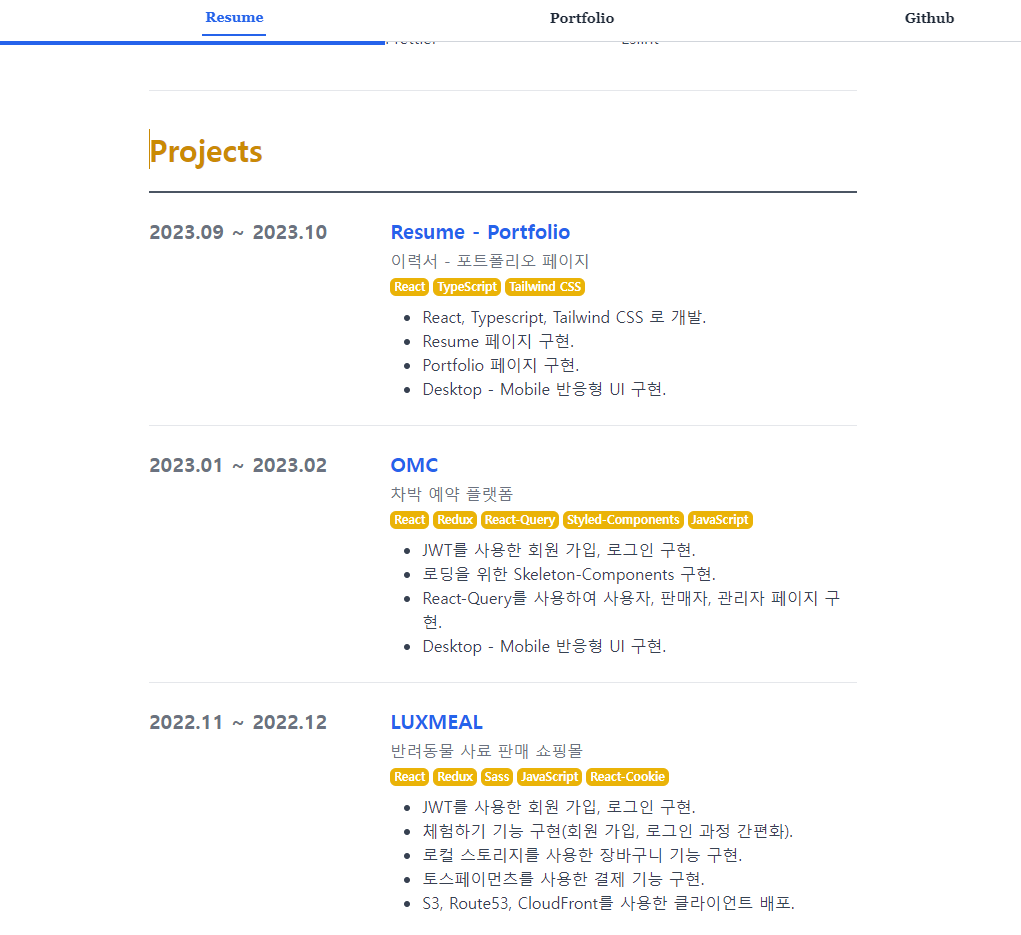 Resume Portfolio Github
Prettier Eslint
Projects
2023.09 ~ 2023.10 Resume - Portfolio
이력서 - 포트폴리오 페이지
React TypeScript Tailwind CSS
React, Typescript, Tailwind CSS 로 개발.
Resume 페이지 구현.
Portfolio 페이지 구현.
Desktop - Mobile 반응형 UI 구현.
2023.01 ~ 2023.02 OMC
차박 예약 플랫폼
React Redux React-Query Styled-Components JavaScript
JWT를 사용한 회원 가입, 로그인 구현.
로딩을 위한 Skeleton-Components 구현.
React-Query를 사용하여 사용자, 판매자, 관리자 페이지 구
현.
Desktop - Mobile 반응형 UI 구현.
2022.11 ~ 2022.12 LUXMEAL
반려동물 사료 판매 쇼핑몰
React Redux Sass JavaScript React-Cookie
JWT를 사용한 회원 가입, 로그인 구현.
체험하기 기능 구현(회원 가입, 로그인 과정 간편화).
로컬 스토리지를 사용한 장바구니 기능 구현.
토스페이먼츠를 사용한 결제 기능 구현.
S3, Route53, CloudFront를 사용한 클라이언트 배포.